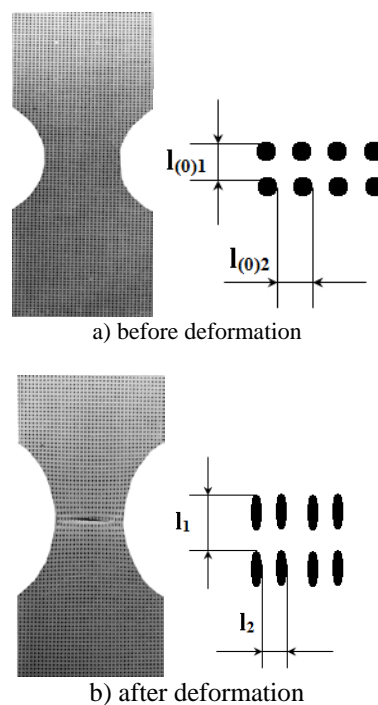 l(0)1
l(0)2
a) before deformation
l1
l2
b) after deformation